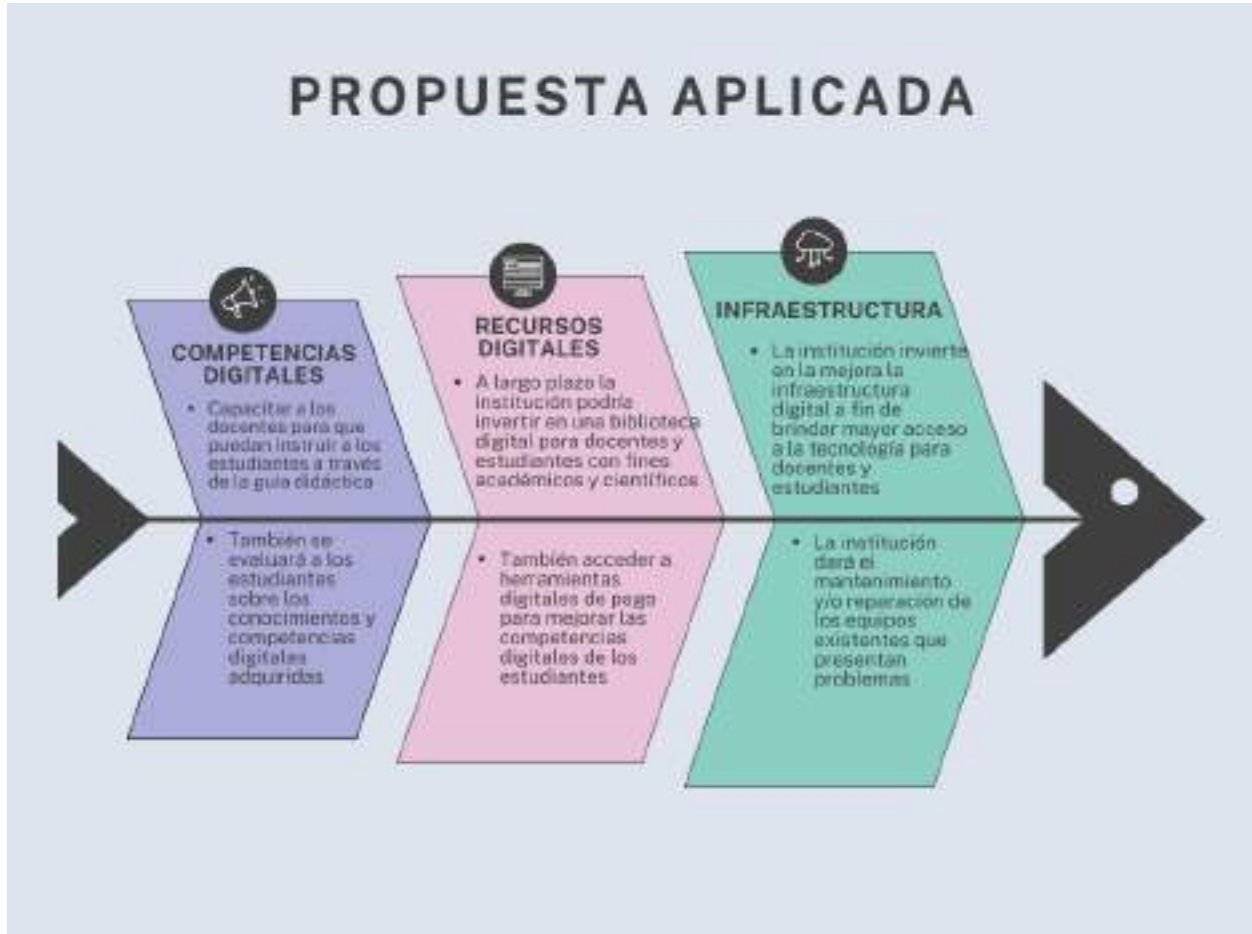 PROPUESTA APLICADA
COMPETENCIAS
DIGITALES
• Capacitar a los
docentes para que
puedan instruir a los
estudiantes a través
de la guía didáctica
• También se
evaluará a los
estudiantes
sobre los
conocimientos y
competencias
digitales
adquiridas
RECURSOS
DIGITALES
• A largo plazo la
institución podría
invertir en una biblioteca
digital para docentes y
estudiantes con fines
académicos y científicos
• También acceder a
herramientas
digitales de pago
para mejorar las
competencias
digitales de los
estudiantes
INFRAESTRUCTURA
• La institución invierte
en la mejora la
infraestructura
digital a fin de
brindar mayor acceso
a la tecnología para
docentes y
estudiantes
• La institución
dará el
mantenimiento
y/o reparación de
los equipos
existentes que
presentan
problemas